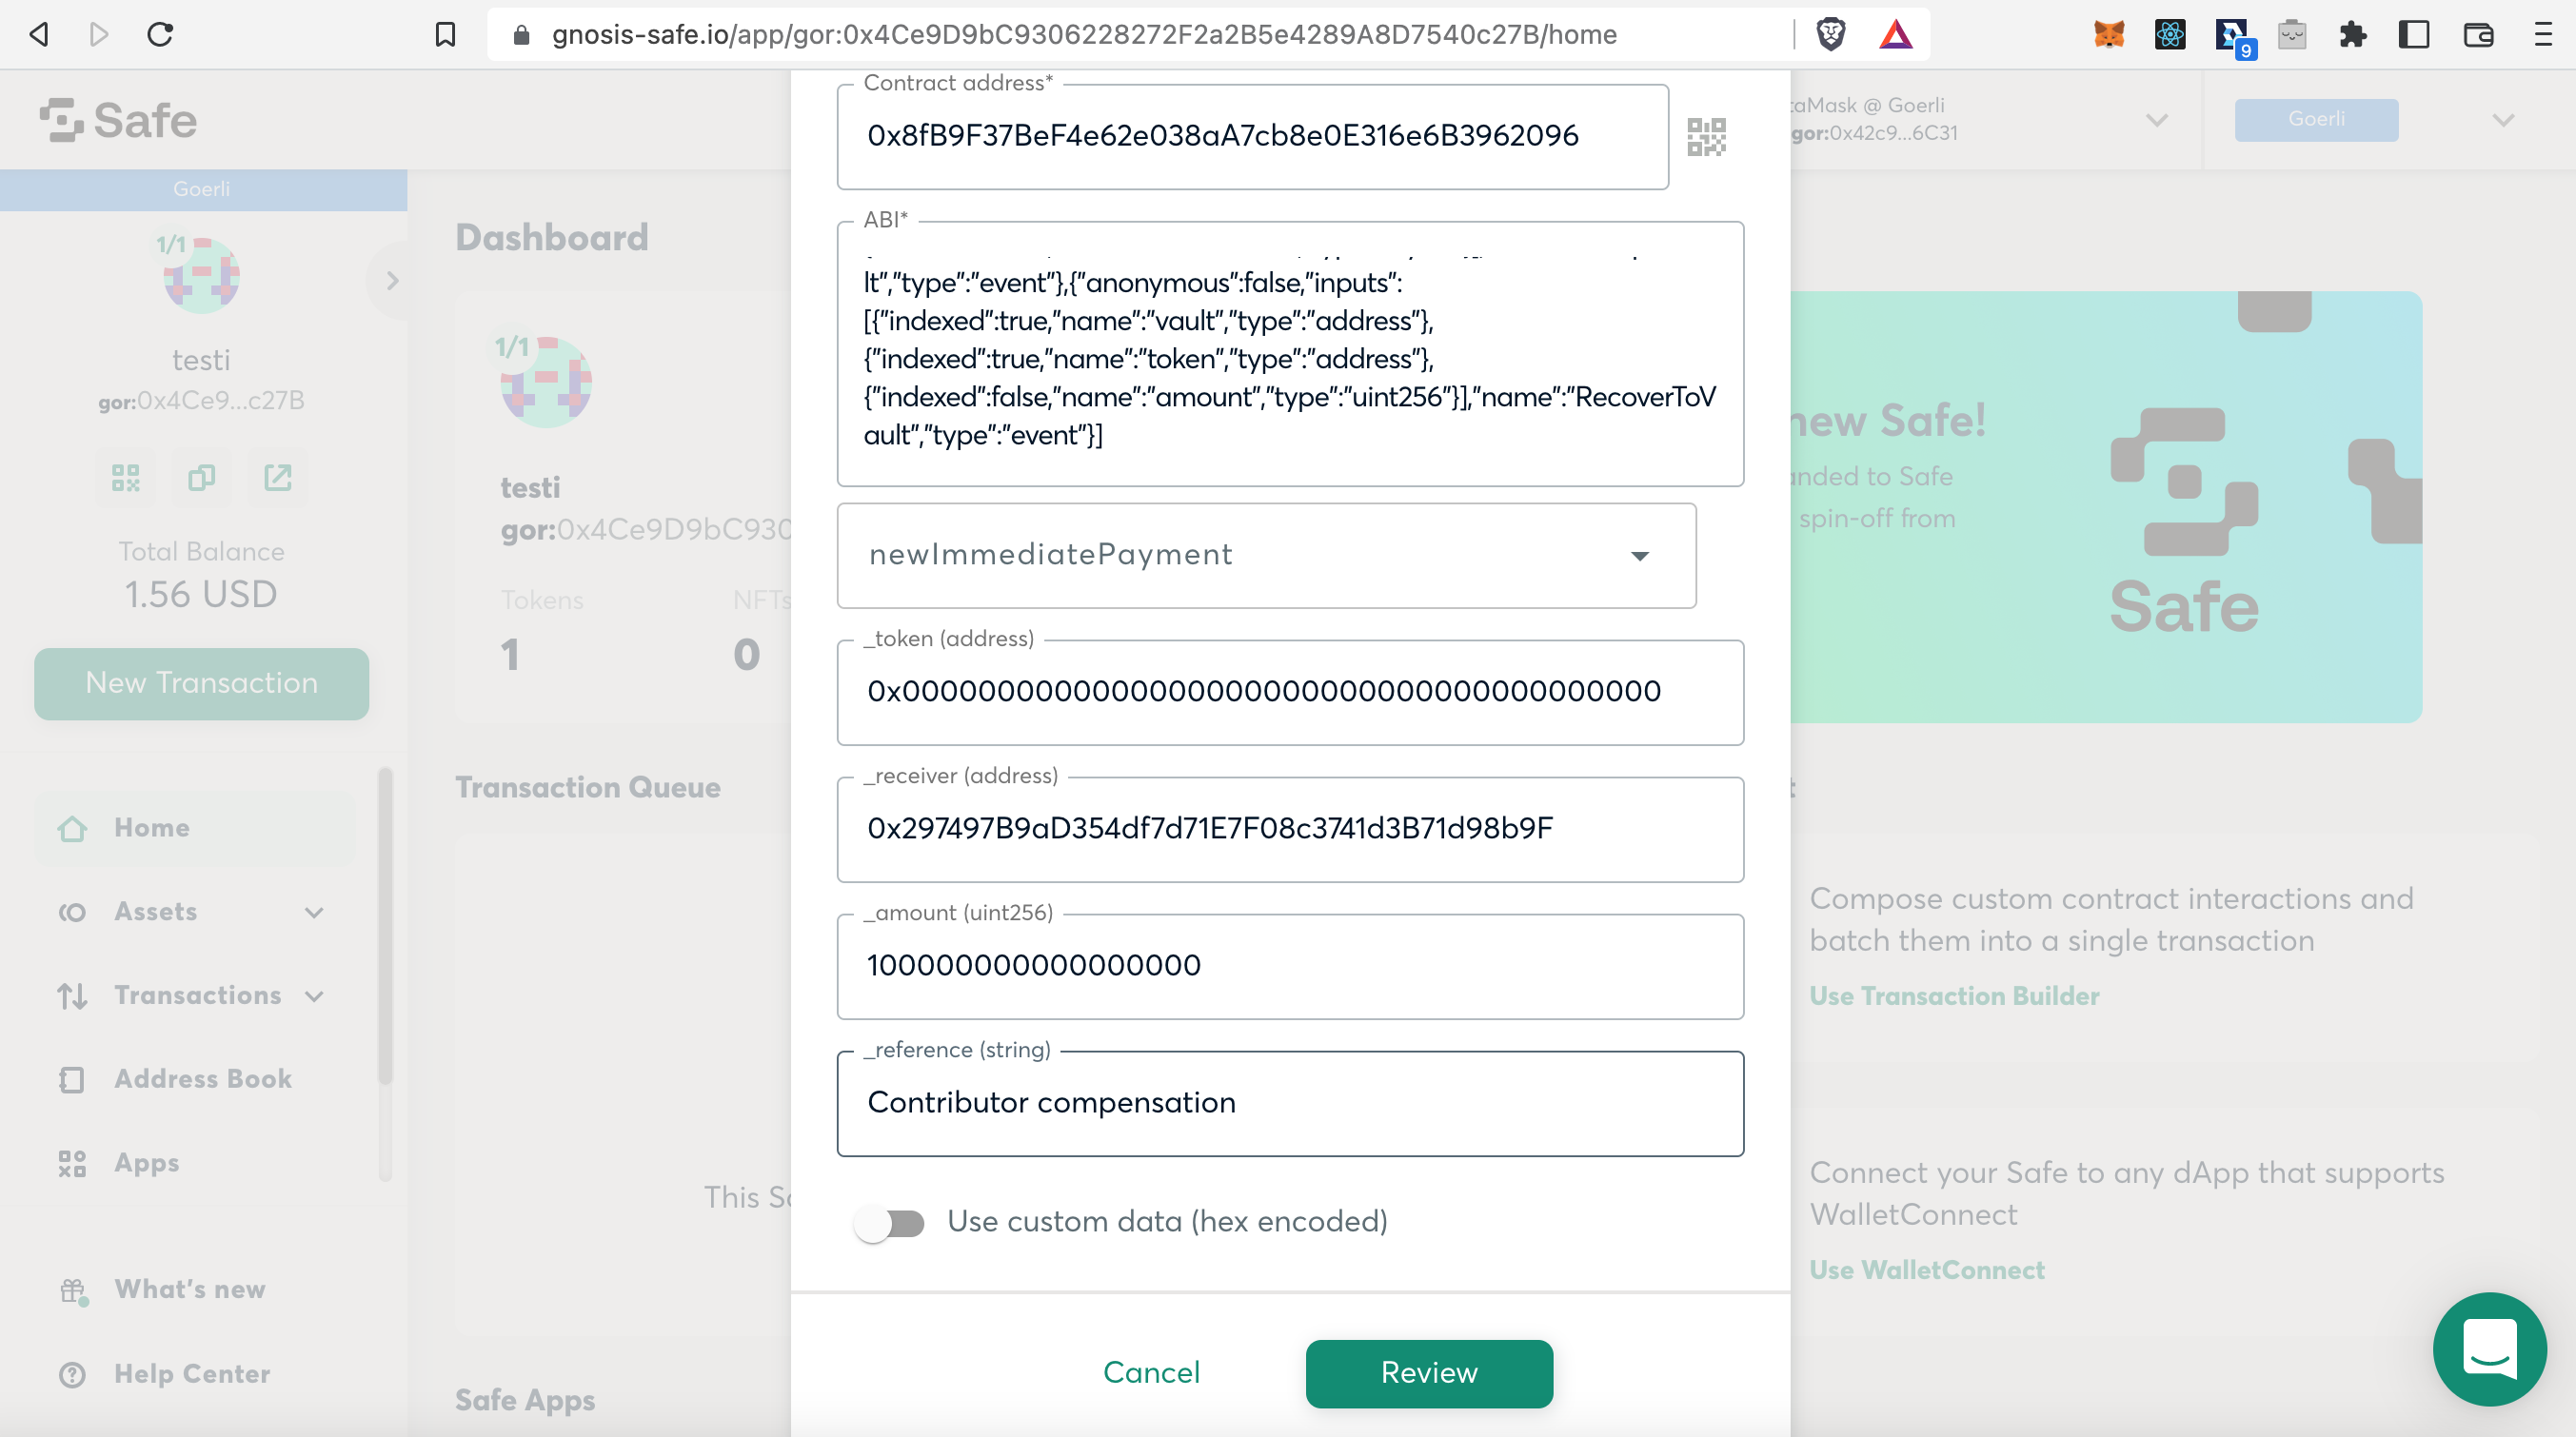 gnosis-safe.io/app/gor:0x4Ce9D9bC9306228272F2a2B5e4289A8D7540c27B/home
9
Safe
Goerli
1/1
testi
gor:0x4Ce9...c27B
Total Balance
1.56 USD
New Transaction
Home
Assets
Transactions
Address Book
Apps
What's new
Help Center
Dashboard
1/1
testi
gor:0x4Ce9D9bC930
Tokens
NFTs
1
0
Transaction Queue
This Sa
Safe Apps
Contract address*
0x8fB9F37BeF4e62e038aA7cb8e0E316e6B3962096
ABI*
lt","type":"event"},{"anonymous":false,"inputs":
[{"indexed":true,"name":"vault","type":"address"},
{"indexed":true,"name":"token","type":"address"},
{"indexed":false,"name":"amount","type":"uint256"}],"name":"RecoverToV
ault","type":"event"}]
newImmediatePayment
_token (address)
0x0000000000000000000000000000000000000000
_receiver (address)
0x297497B9aD354df7d71E7F08c3741d3B71d98b9F
_amount (uint256)
100000000000000000
_reference (string)
Contributor compensation
Use custom data (hex encoded)
Cancel
Review
taMask @ Goerli
gor:0x42c9...6C31
Goerli
new Safe!
anded to Safe
spin-off from
Safe
Compose custom contract interactions and
batch them into a single transaction
Use Transaction Builder
Connect your Safe to any dApp that supports
WalletConnect
Use WalletConnect